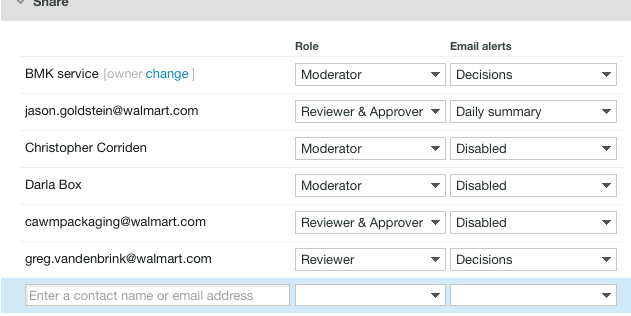 Share
Role Email alerts
BMK service [owner change ] Moderator Decisions
jason.goldstein@walmart.com Reviewer & Approver Daily summary
Christopher Corriden Moderator Disabled
Darla Box Moderator Disabled
cawmpackaging@walmart.com Reviewer & Approver Disabled
greg.vandenbrink@walmart.com Reviewer Decisions
Enter a contact name or email address